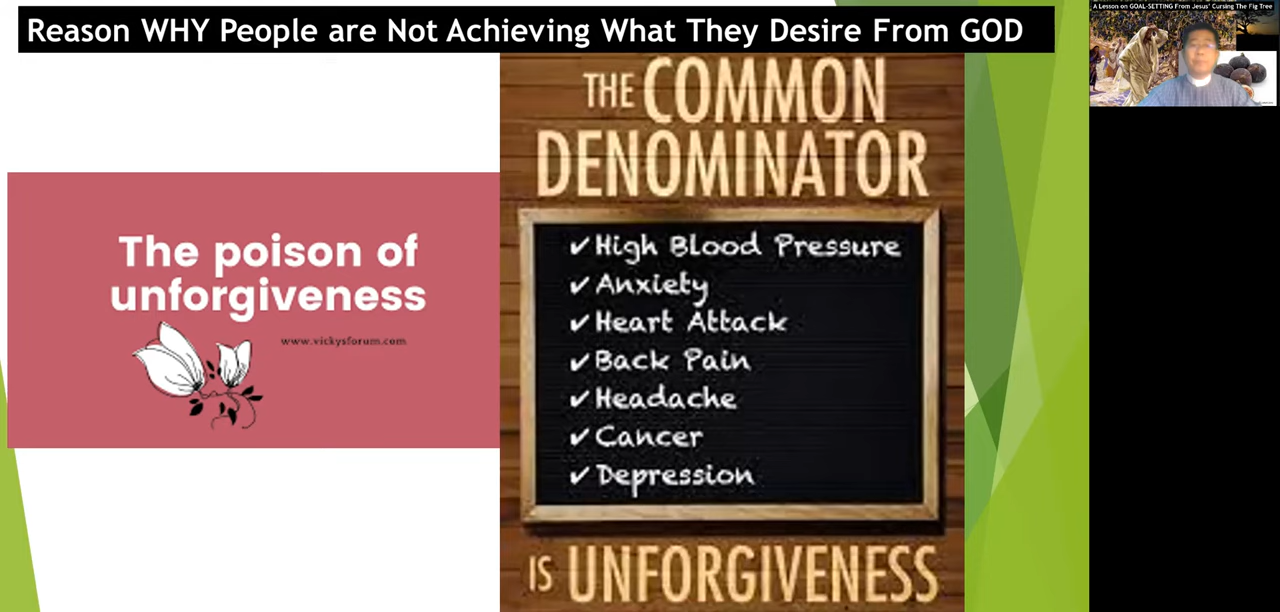 Reason WHY People are Not Achieving What They Desire From GOD
A Lesson on GOAL-SETTING From Jesus' Cursing The Fig Tree
The poison of
unforgiveness
www.vickysforum.com
THE COMMON
DENOMINATOR
✔ High Blood Pressure
✔ Anxiety
✔ Heart Attack
✔ Back Pain
✔ Headache
✔ Cancer
✔ Depression
IS UNFORGIVENESS